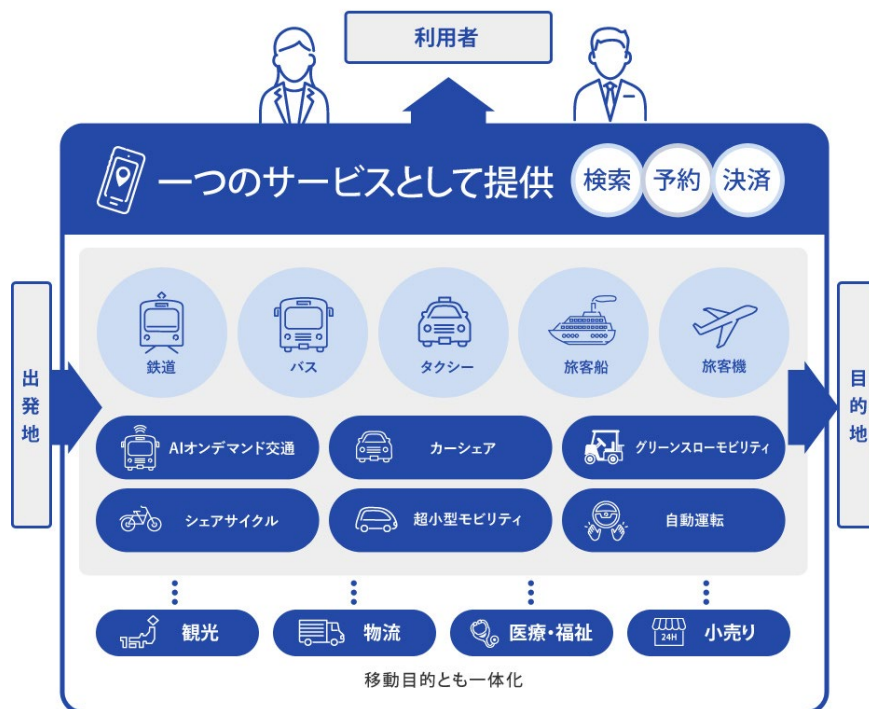 利用者
一つのサービスとして提供
検索
予約
決済
出発地
目的地
鉄道
バス
タクシー
旅客船
旅客機
AIオンデマンド交通
カーシェア
グリーンスローモビリティ
シェアサイクル
超小型モビリティ
自動運転
観光
物流
医療・福祉
24H
小売り
移動目的とも一体化